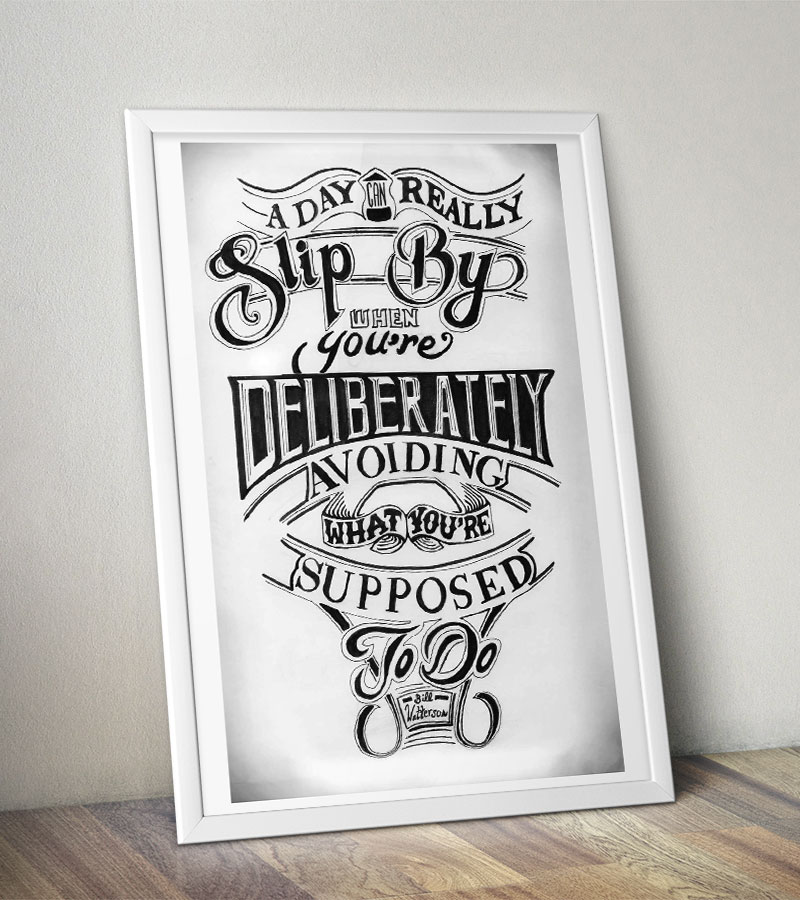 A DAY CAN REALLY
Slip By
WHEN
you're
DELIBERATELY
AVOIDING
WHAT YOU'RE
SUPPOSED
To Do
Bill
Watterson